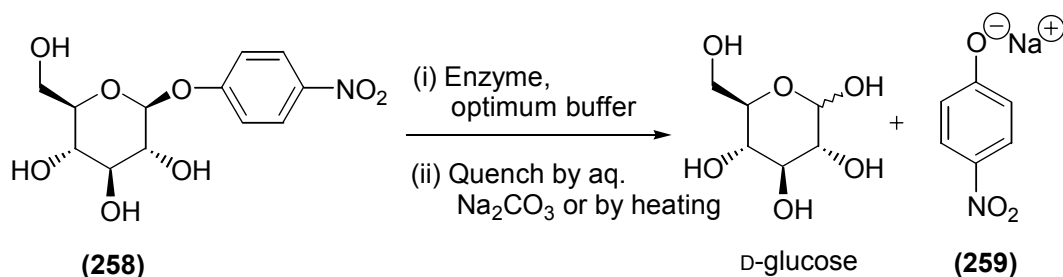 OH
O
O
NO₂
HO
OH
OH
(258)
(i) Enzyme,
optimum buffer
(ii) Quench by aq.
Na₂CO₃ or by heating
OH
O
OH
HO
OH
OH
D-glucose
+
O⊖Na⊕
NO₂
(259)